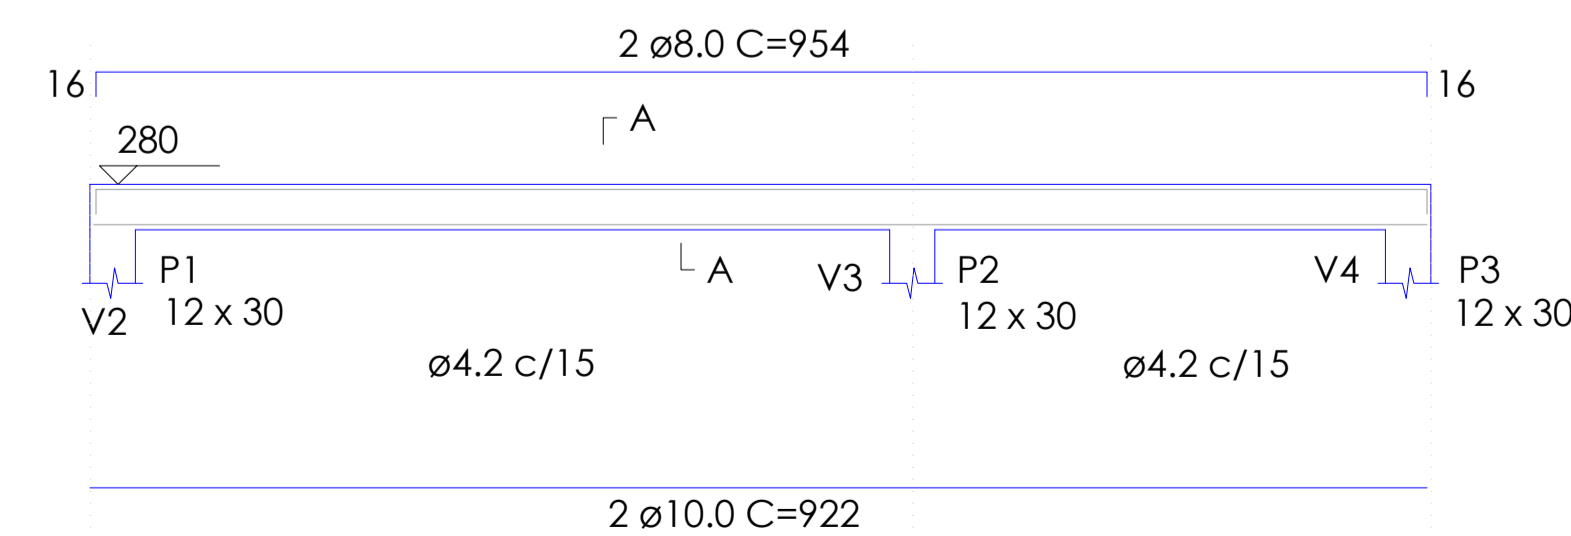 2 ø8.0 C=954
16
16
A
280
A
P1
12 x 30
V2
V3
P2
12 x 30
V4
P3
12 x 30
ø4.2 c/15
ø4.2 c/15
2 ø10.0 C=922